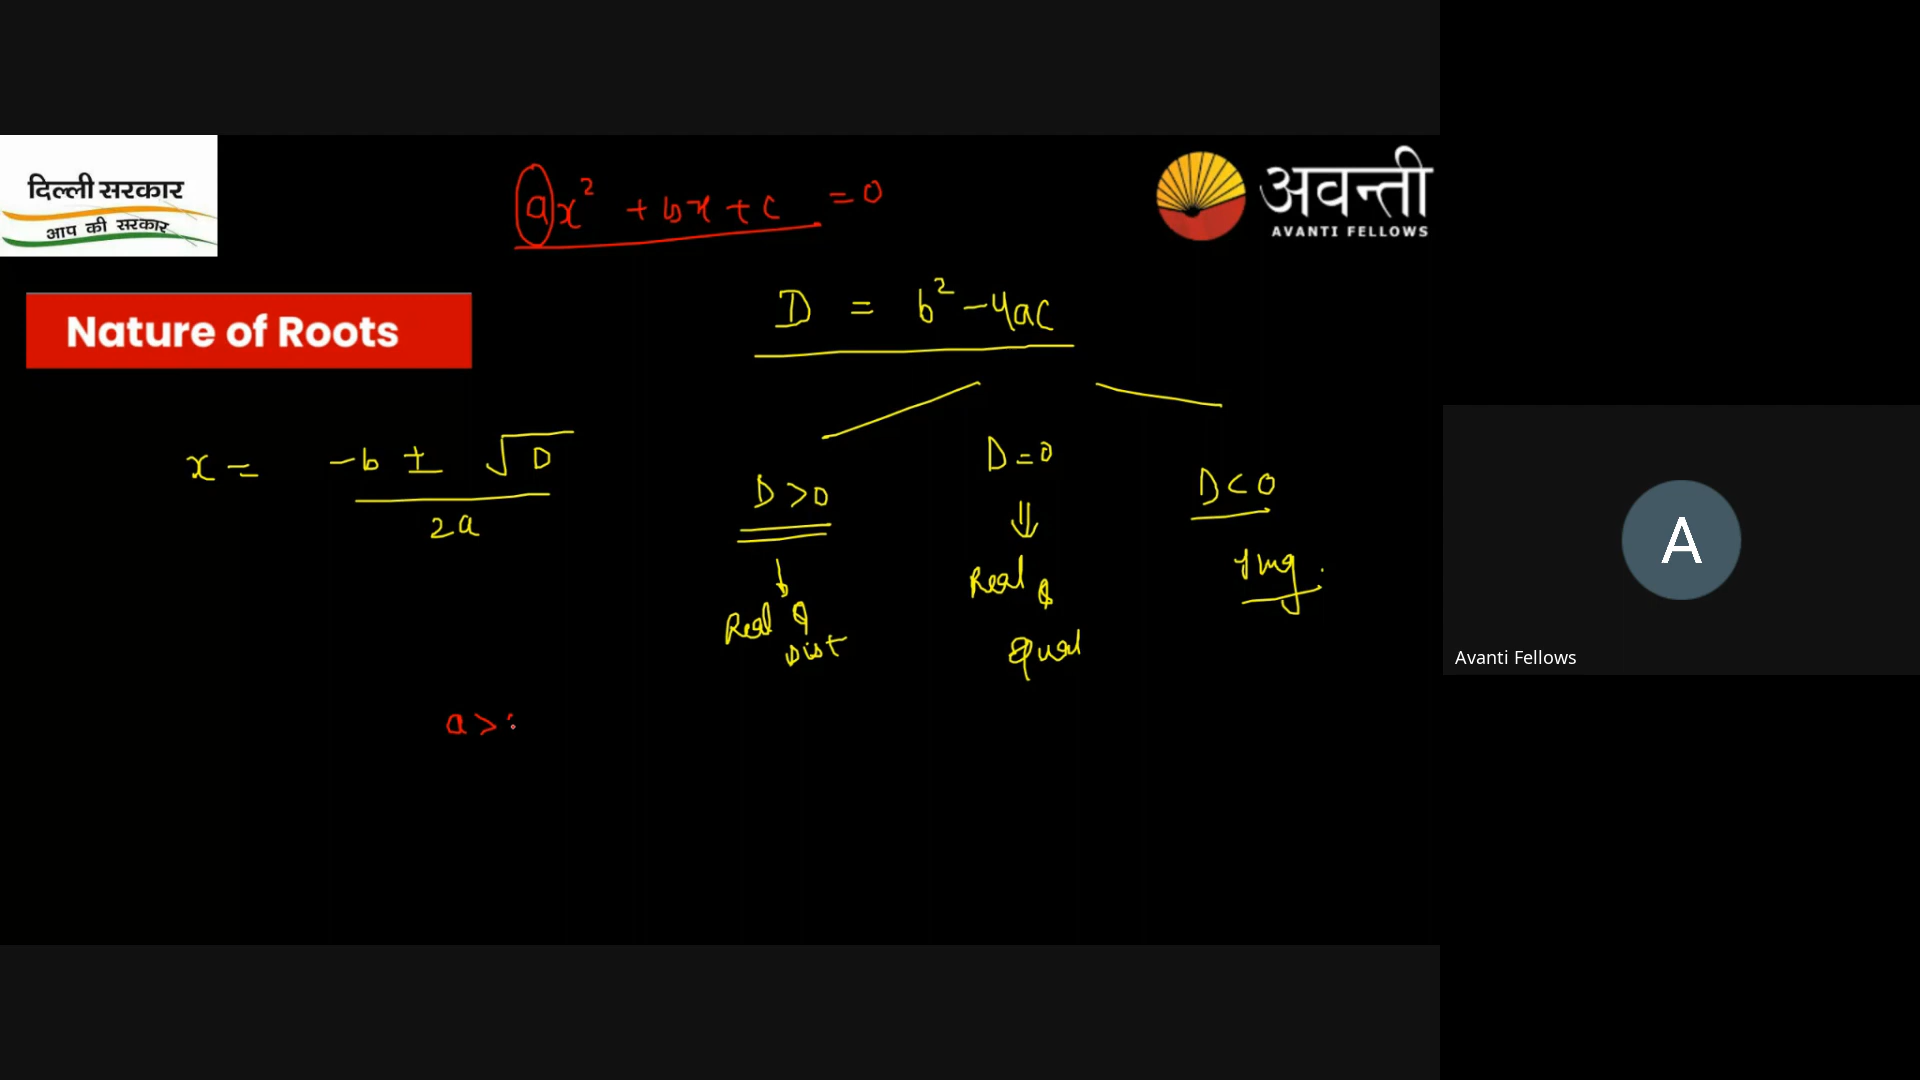 दिल्ली सरकार
आप की सरकार
ax² + bx + c = 0
अवन्ती
AVANTI FELLOWS
Nature of Roots
D = b² - 4ac
x = -b ± √D
2a
D > 0
D = 0
D < 0
⇓
Real &
Dist
Real &
Equal
Img.
a >
A
Avanti Fellows